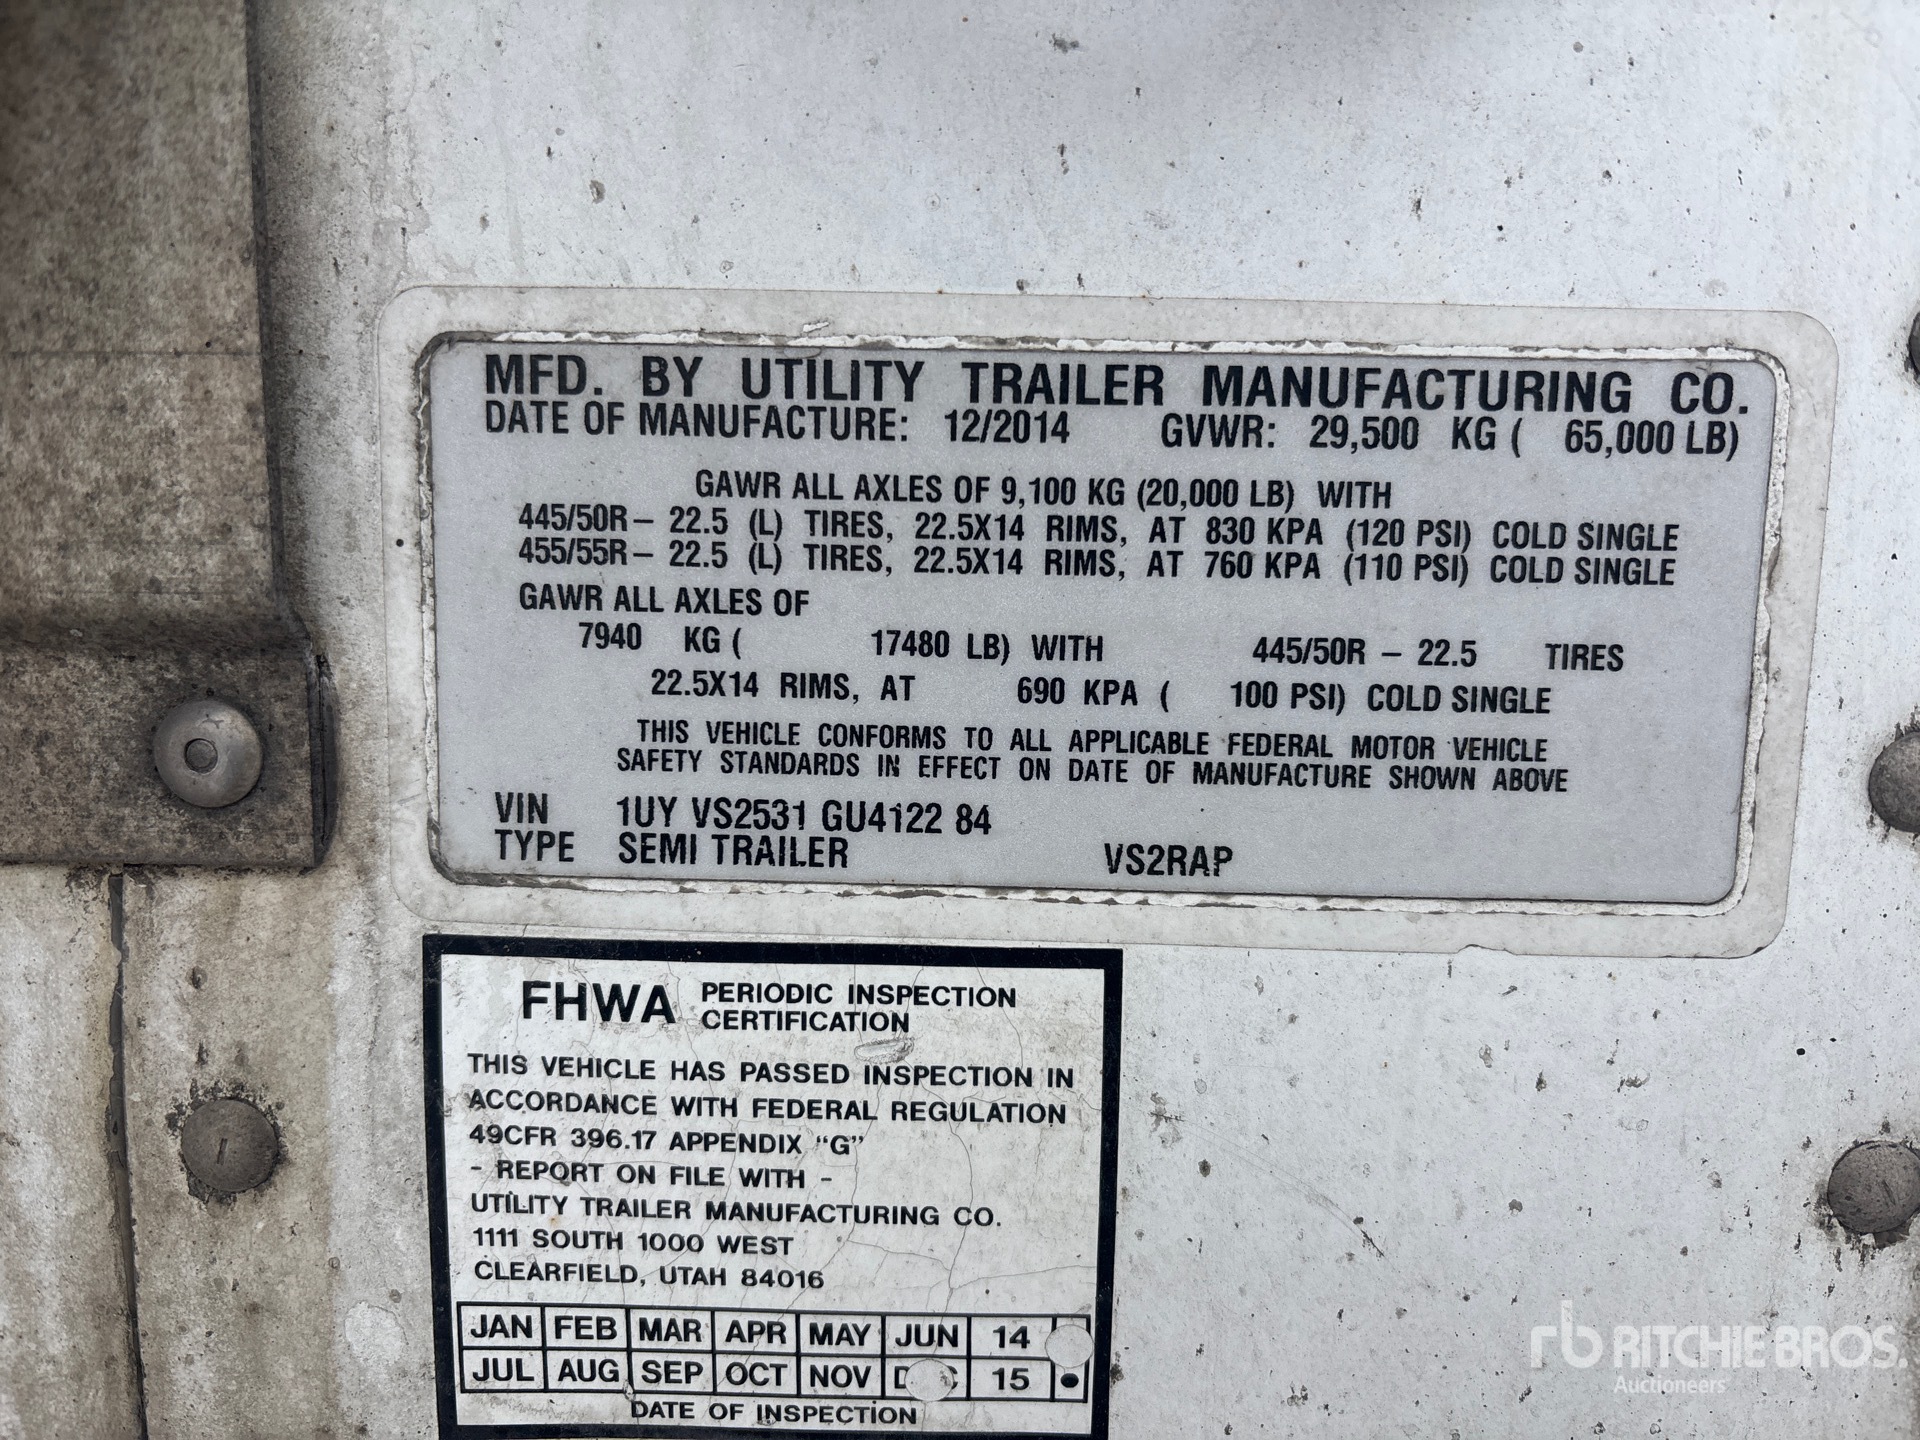 MFD. BY UTILITY TRAILER MANUFACTURING CO.
DATE OF MANUFACTURE: 12/2014 GVWR: 29,500 KG ( 65,000 LB)
GAWR ALL AXLES OF 9,100 KG (20,000 LB) WITH
445/50R – 22.5 (L) TIRES, 22.5X14 RIMS, AT 830 KPA (120 PSI) COLD SINGLE
455/55R – 22.5 (L) TIRES, 22.5X14 RIMS, AT 760 KPA (110 PSI) COLD SINGLE
GAWR ALL AXLES OF
7940 KG ( 17480 LB) WITH 445/50R – 22.5 TIRES
22.5X14 RIMS, AT 690 KPA ( 100 PSI) COLD SINGLE
THIS VEHICLE CONFORMS TO ALL APPLICABLE FEDERAL MOTOR VEHICLE
SAFETY STANDARDS IN EFFECT ON DATE OF MANUFACTURE SHOWN ABOVE
VIN 1UY VS2531 GU4122 84
TYPE SEMI TRAILER VS2RAP
FHWA PERIODIC INSPECTION
CERTIFICATION
THIS VEHICLE HAS PASSED INSPECTION IN
ACCORDANCE WITH FEDERAL REGULATION
49CFR 396.17 APPENDIX "G"
- REPORT ON FILE WITH -
UTILITY TRAILER MANUFACTURING CO.
1111 SOUTH 1000 WEST
CLEARFIELD, UTAH 84016
JAN FEB MAR APR MAY JUN 14
JUL AUG SEP OCT NOV 15
DATE OF INSPECTION
rb RITCHIE BROS.
Auctioneers